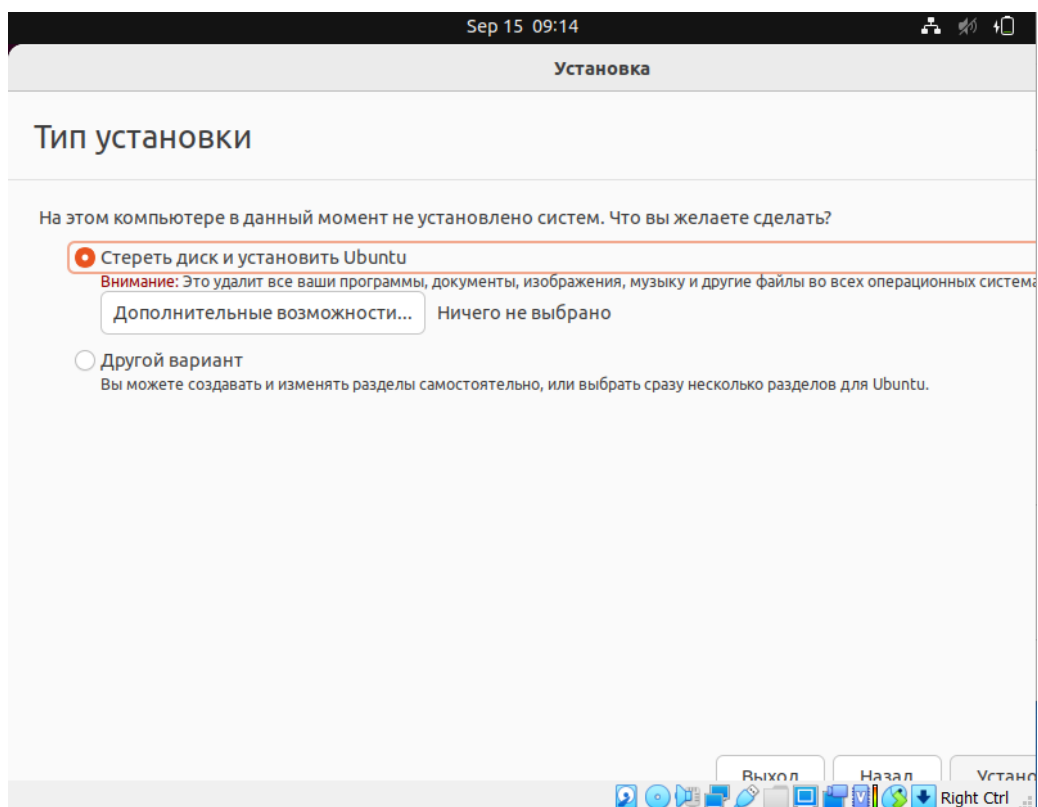 Sep 15 09:14
Установка
Тип установки
На этом компьютере в данный момент не установлено систем. Что вы желаете сделать?
Стереть диск и установить Ubuntu
Внимание: Это удалит все ваши программы, документы, изображения, музыку и другие файлы во всех операционных система
Дополнительные возможности... Ничего не выбрано
Другой вариант
Вы можете создавать и изменять разделы самостоятельно, или выбрать сразу несколько разделов для Ubuntu.
Выход Назад Устано
Right Ctrl